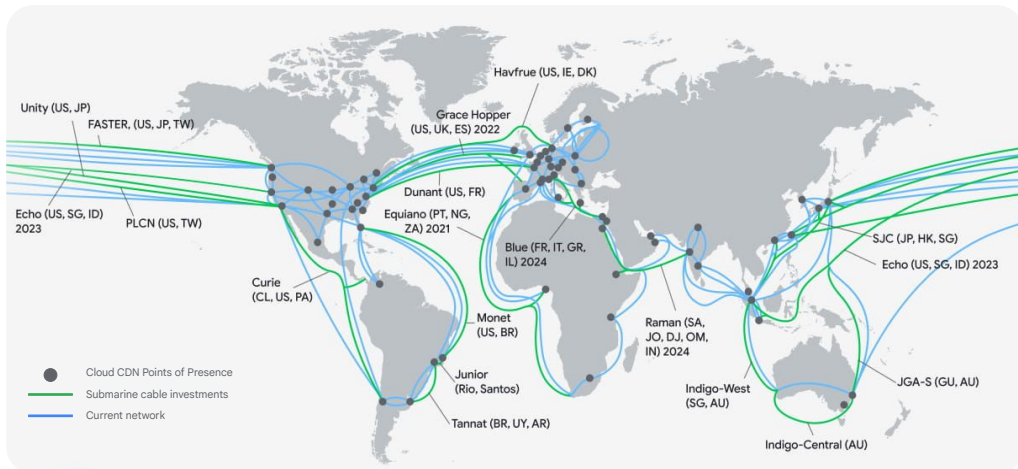 Havfrue (US, IE, DK)
Unity (US, JP)
FASTER, (US, JP, TW)
Grace Hopper
(US, UK, ES) 2022
Dunant (US, FR)
Echo (US, SG, ID)
2023
PLCN (US, TW)
Equiano (PT, NG,
ZA) 2021
Blue (FR, IT, GR,
IL) 2024
SJC (JP, HK, SG)
Echo (US, SG, ID) 2023
Curie
(CL, US, PA)
Monet
(US, BR)
Raman (SA,
JO, DJ, OM,
IN) 2024
Junior
(Rio, Santos)
Indigo-West
(SG, AU)
JGA-S (GU, AU)
Tannat (BR, UY, AR)
Indigo-Central (AU)
Cloud CDN Points of Presence
Submarine cable investments
Current network